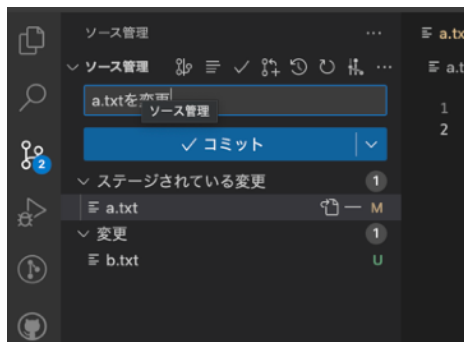 ソース管理
ソース管理
a.txtを変更
ソース管理
コミット
ステージされている変更 1
a.txt M
変更 1
b.txt U
2
a.tx
a.t
1
2